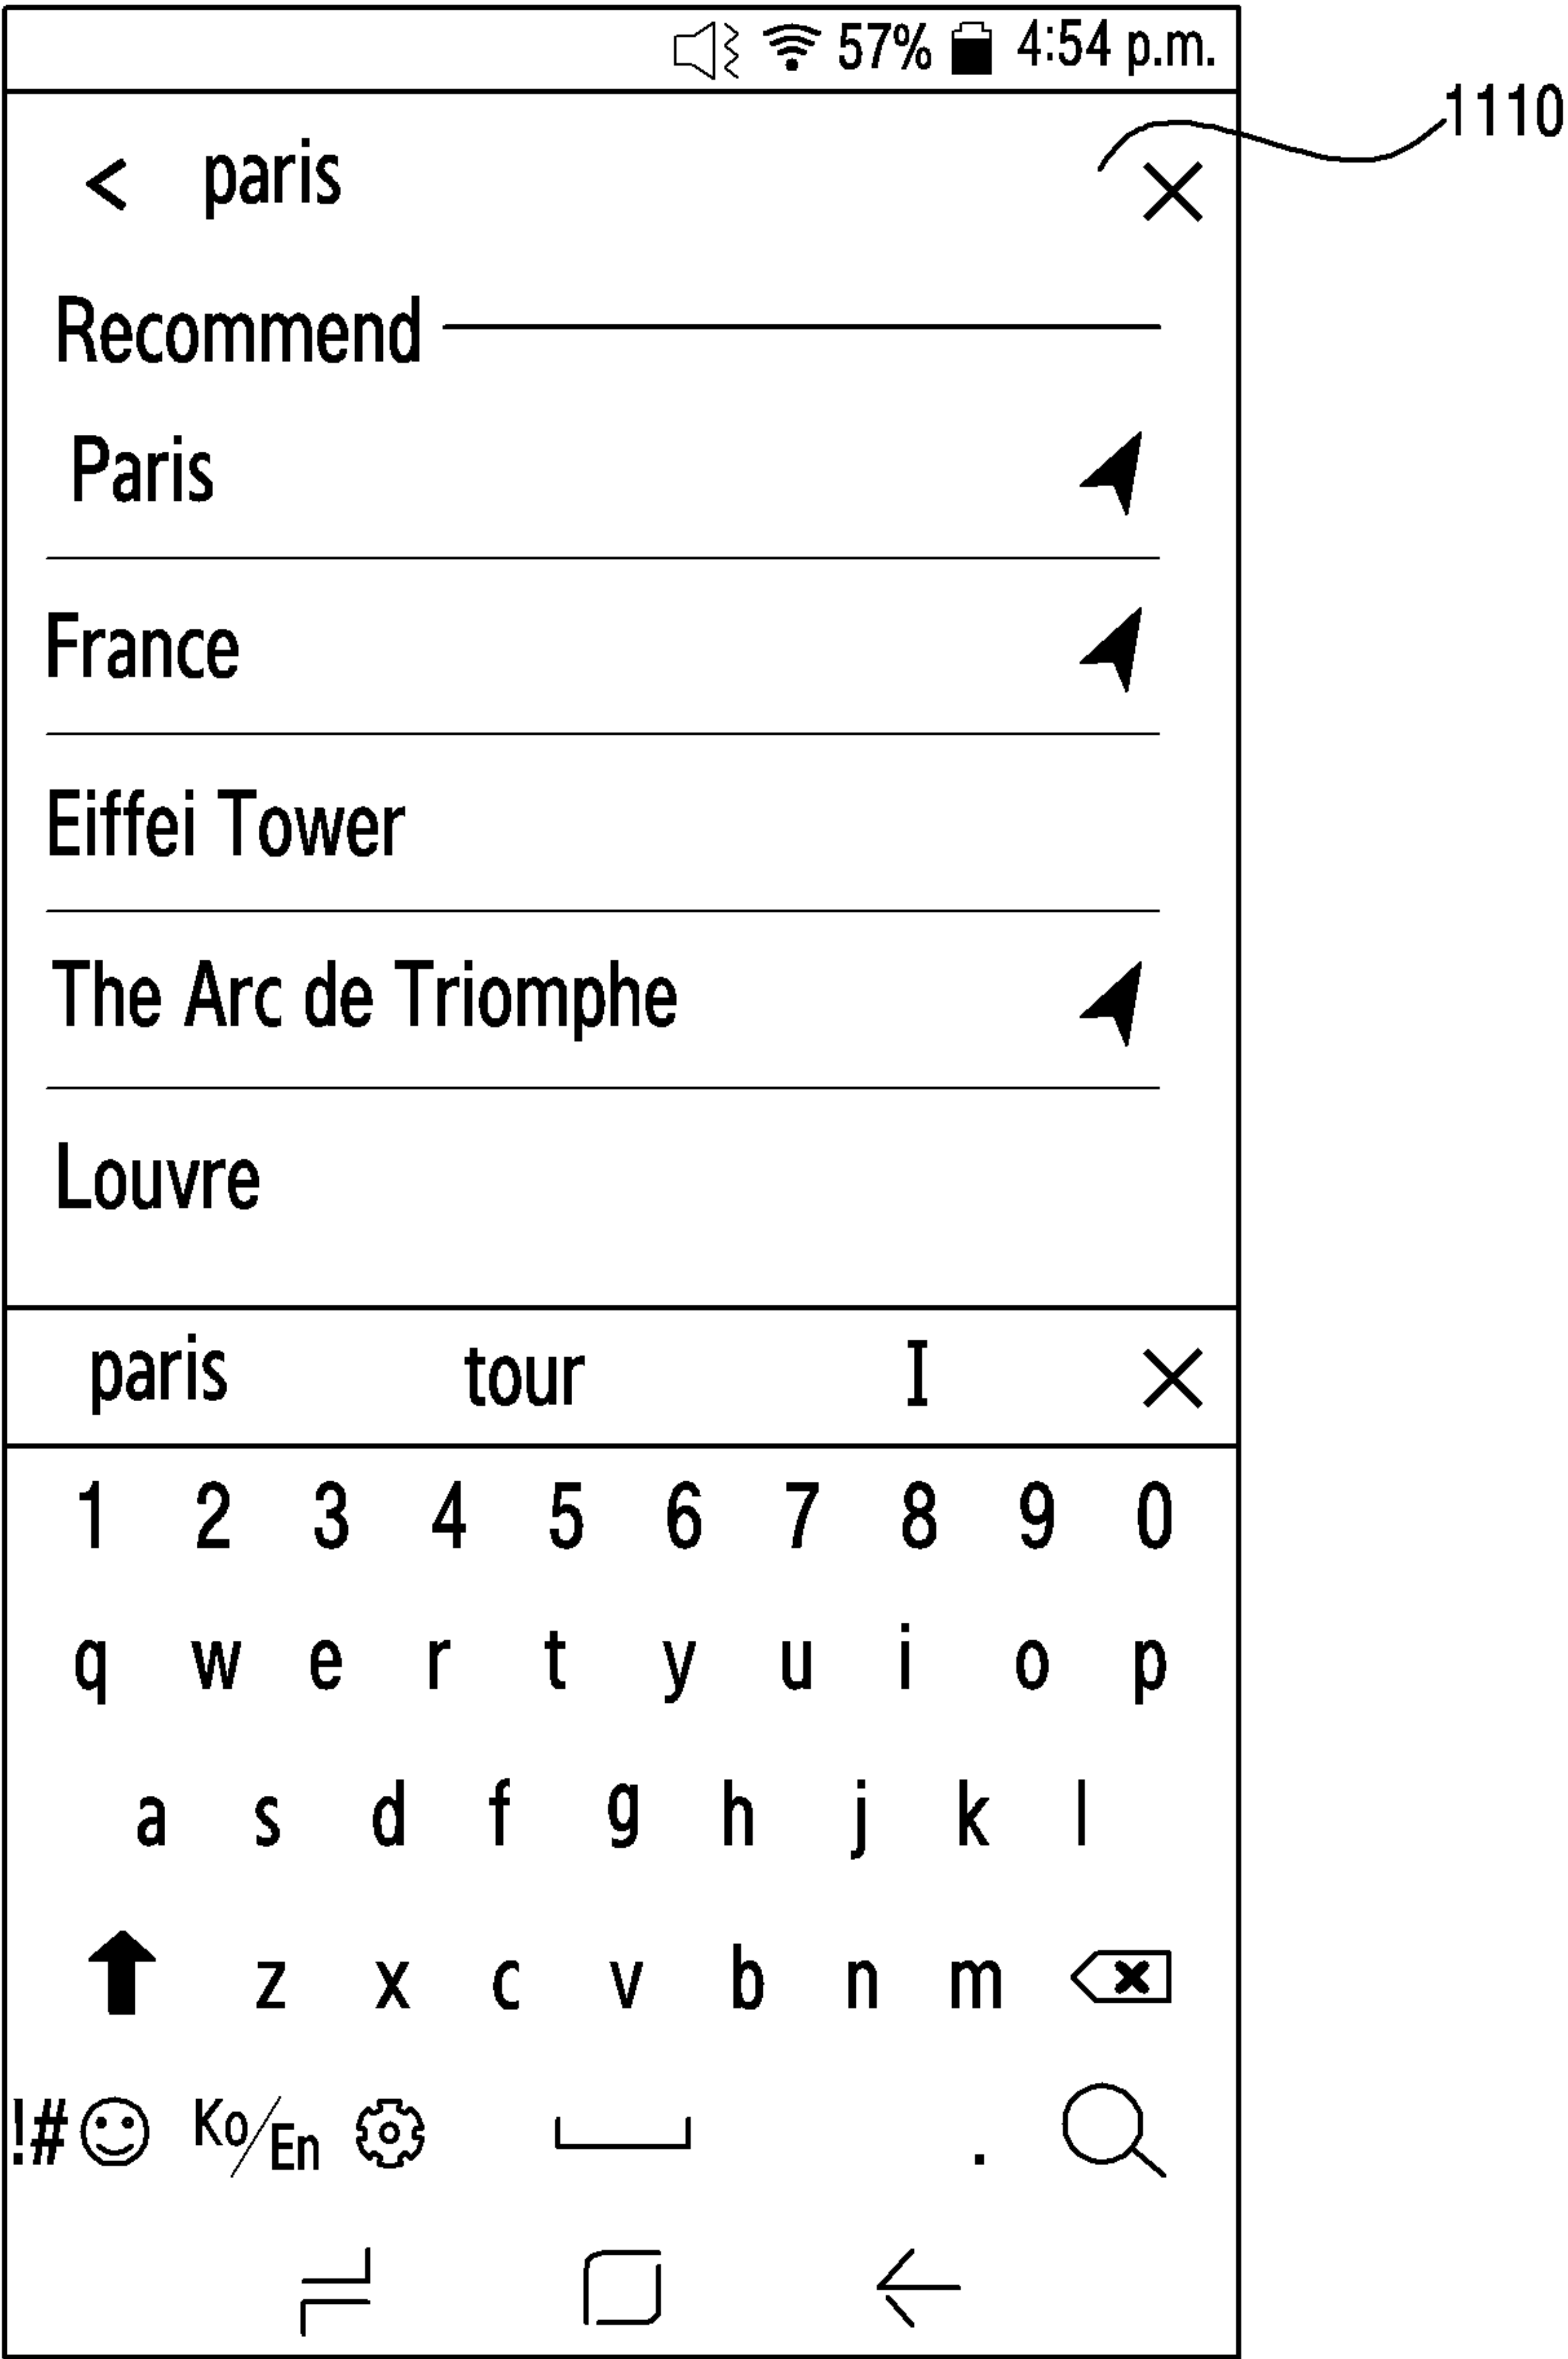 57% 4:54 p.m.
1110
< paris ×
Recommend
Paris
France
Eiffei Tower
The Arc de Triomphe
Louvre
paris tour I ×
1 2 3 4 5 6 7 8 9 0
q w e r t y u i o p
a s d f g h j k l
z x c v b n m
!# Ko/En .